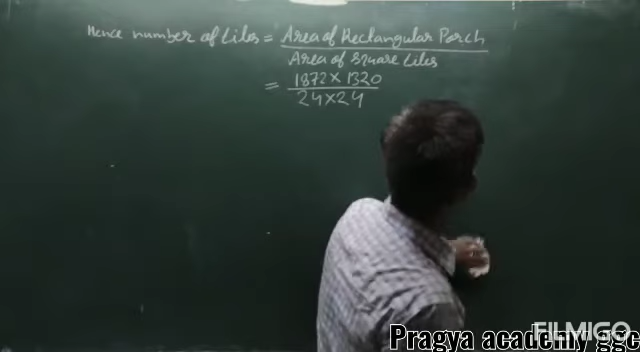 Hence number of tiles = Area of Rectangular Porch
Area of square tiles
= 1872 × 1320
24 × 24
FILMIGO
Pragya academy ggc